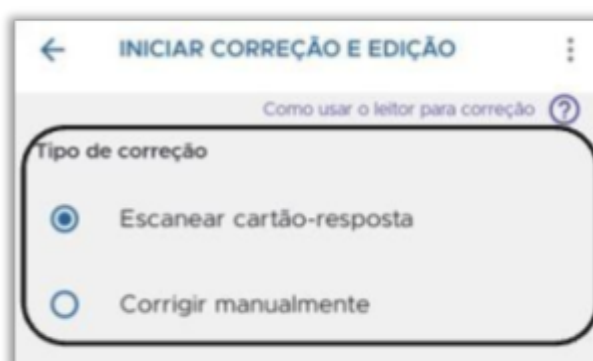 INICIAR CORREÇÃO E EDIÇÃO
Como usar o leitor para correção ?
Tipo de correção
Escanear cartão-resposta
Corrigir manualmente